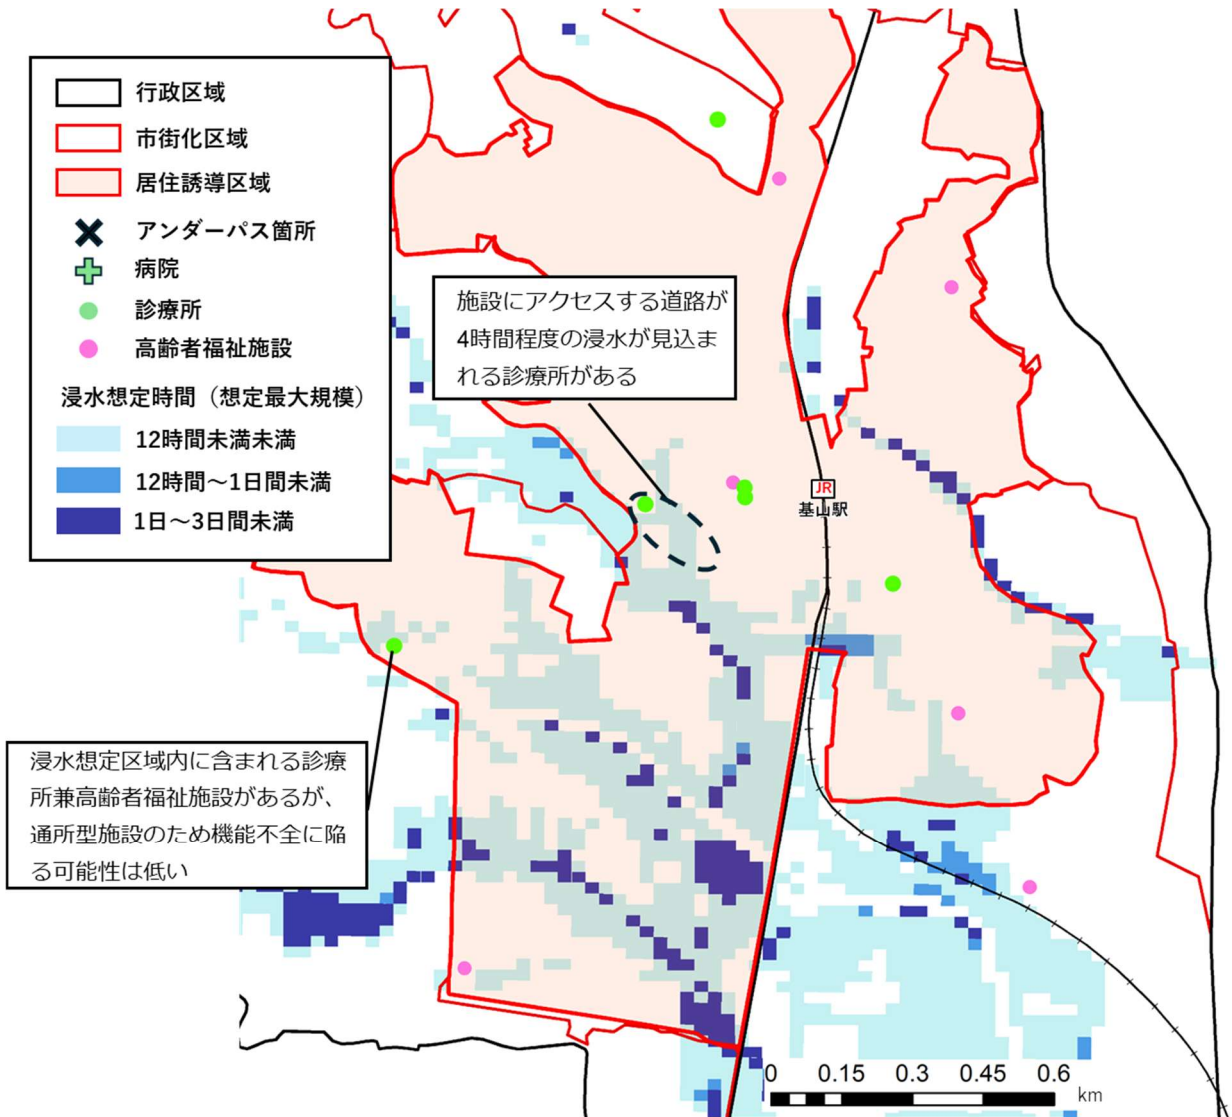 行政区域
市街化区域
居住誘導区域
アンダーパス箇所
病院
診療所
高齢者福祉施設
浸水想定時間（想定最大規模）
12時間未満未満
12時間～1日間未満
1日～3日間未満
施設にアクセスする道路が
4時間程度の浸水が見込ま
れる診療所がある
JR
基山駅
浸水想定区域内に含まれる診療
所兼高齢者福祉施設があるが、
通所型施設のため機能不全に陥
る可能性は低い
0 0.15 0.3 0.45 0.6
km